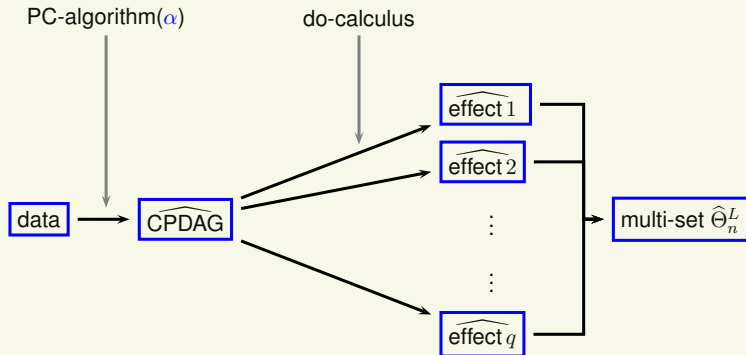 PC-algorithm(α)
do-calculus
effect 1
effect 2
data
CPDAG
multi-set Θ̂ₙᴸ
⋮
⋮
effect q